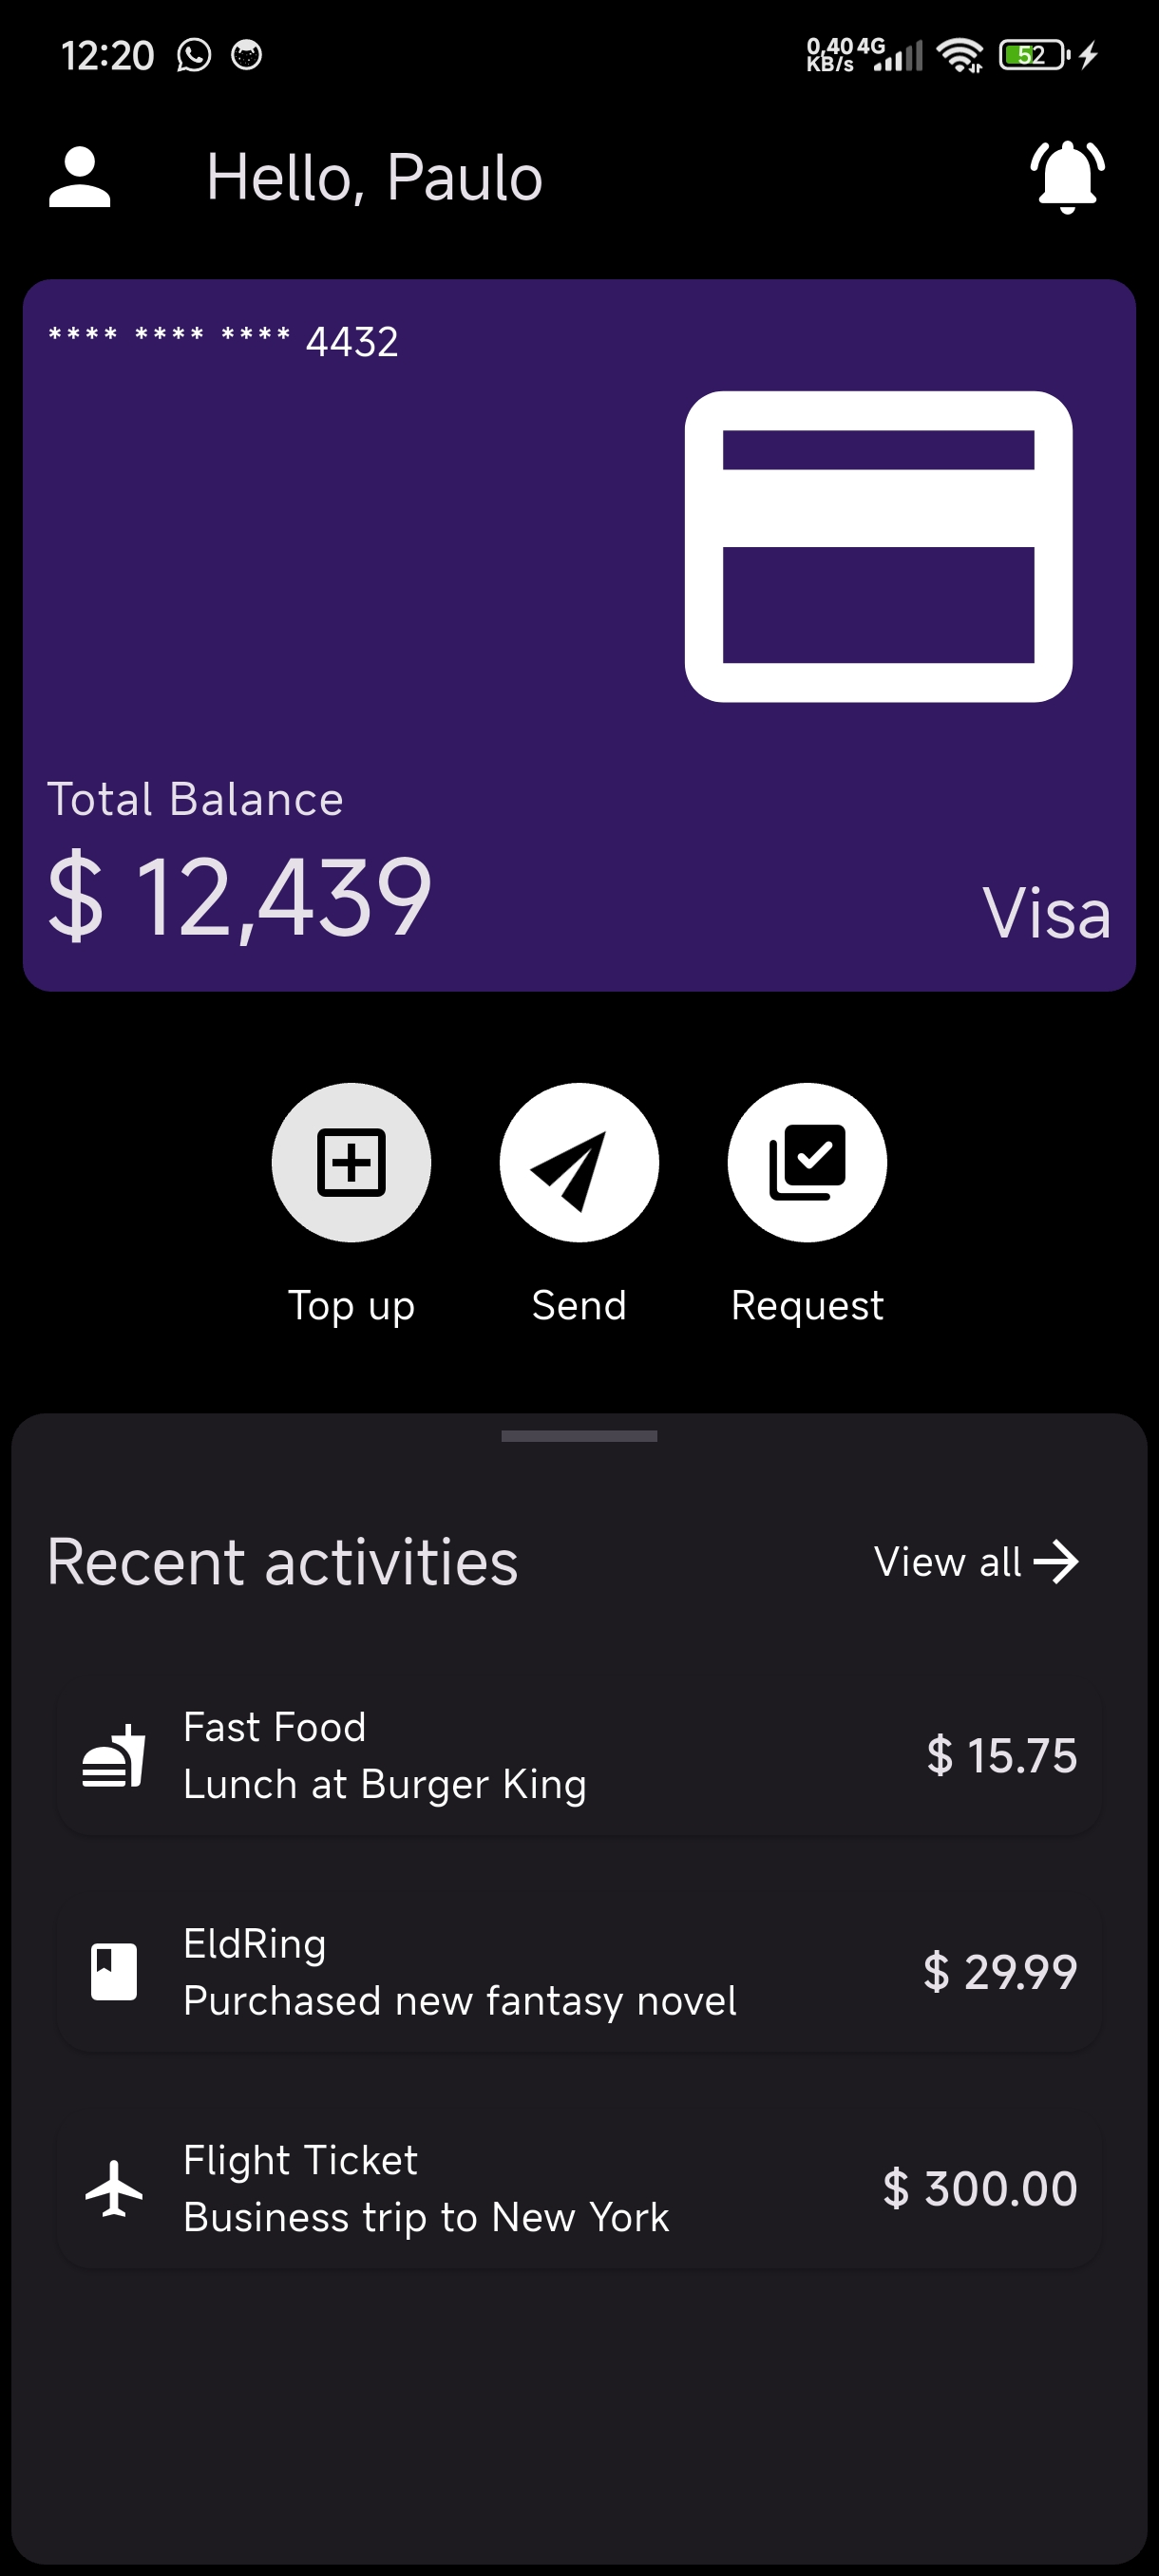 12:20
0,40 4G
KB/s
52
Hello, Paulo
**** **** **** 4432
Total Balance
$ 12,439
Visa
Top up
Send
Request
Recent activities
View all
Fast Food
Lunch at Burger King
$ 15.75
EldRing
Purchased new fantasy novel
$ 29.99
Flight Ticket
Business trip to New York
$ 300.00